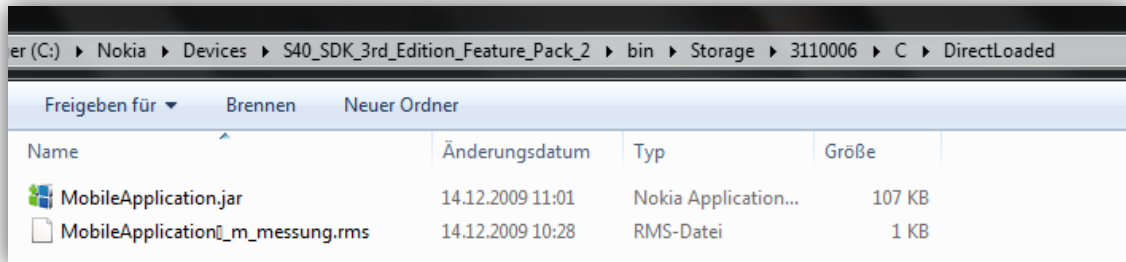 er (C:) ▸ Nokia ▸ Devices ▸ S40_SDK_3rd_Edition_Feature_Pack_2 ▸ bin ▸ Storage ▸ 3110006 ▸ C ▸ DirectLoaded
Freigeben für ▾ Brennen Neuer Ordner
Name Änderungsdatum Typ Größe
MobileApplication.jar 14.12.2009 11:01 Nokia Application... 107 KB
MobileApplication▯_m_messung.rms 14.12.2009 10:28 RMS-Datei 1 KB